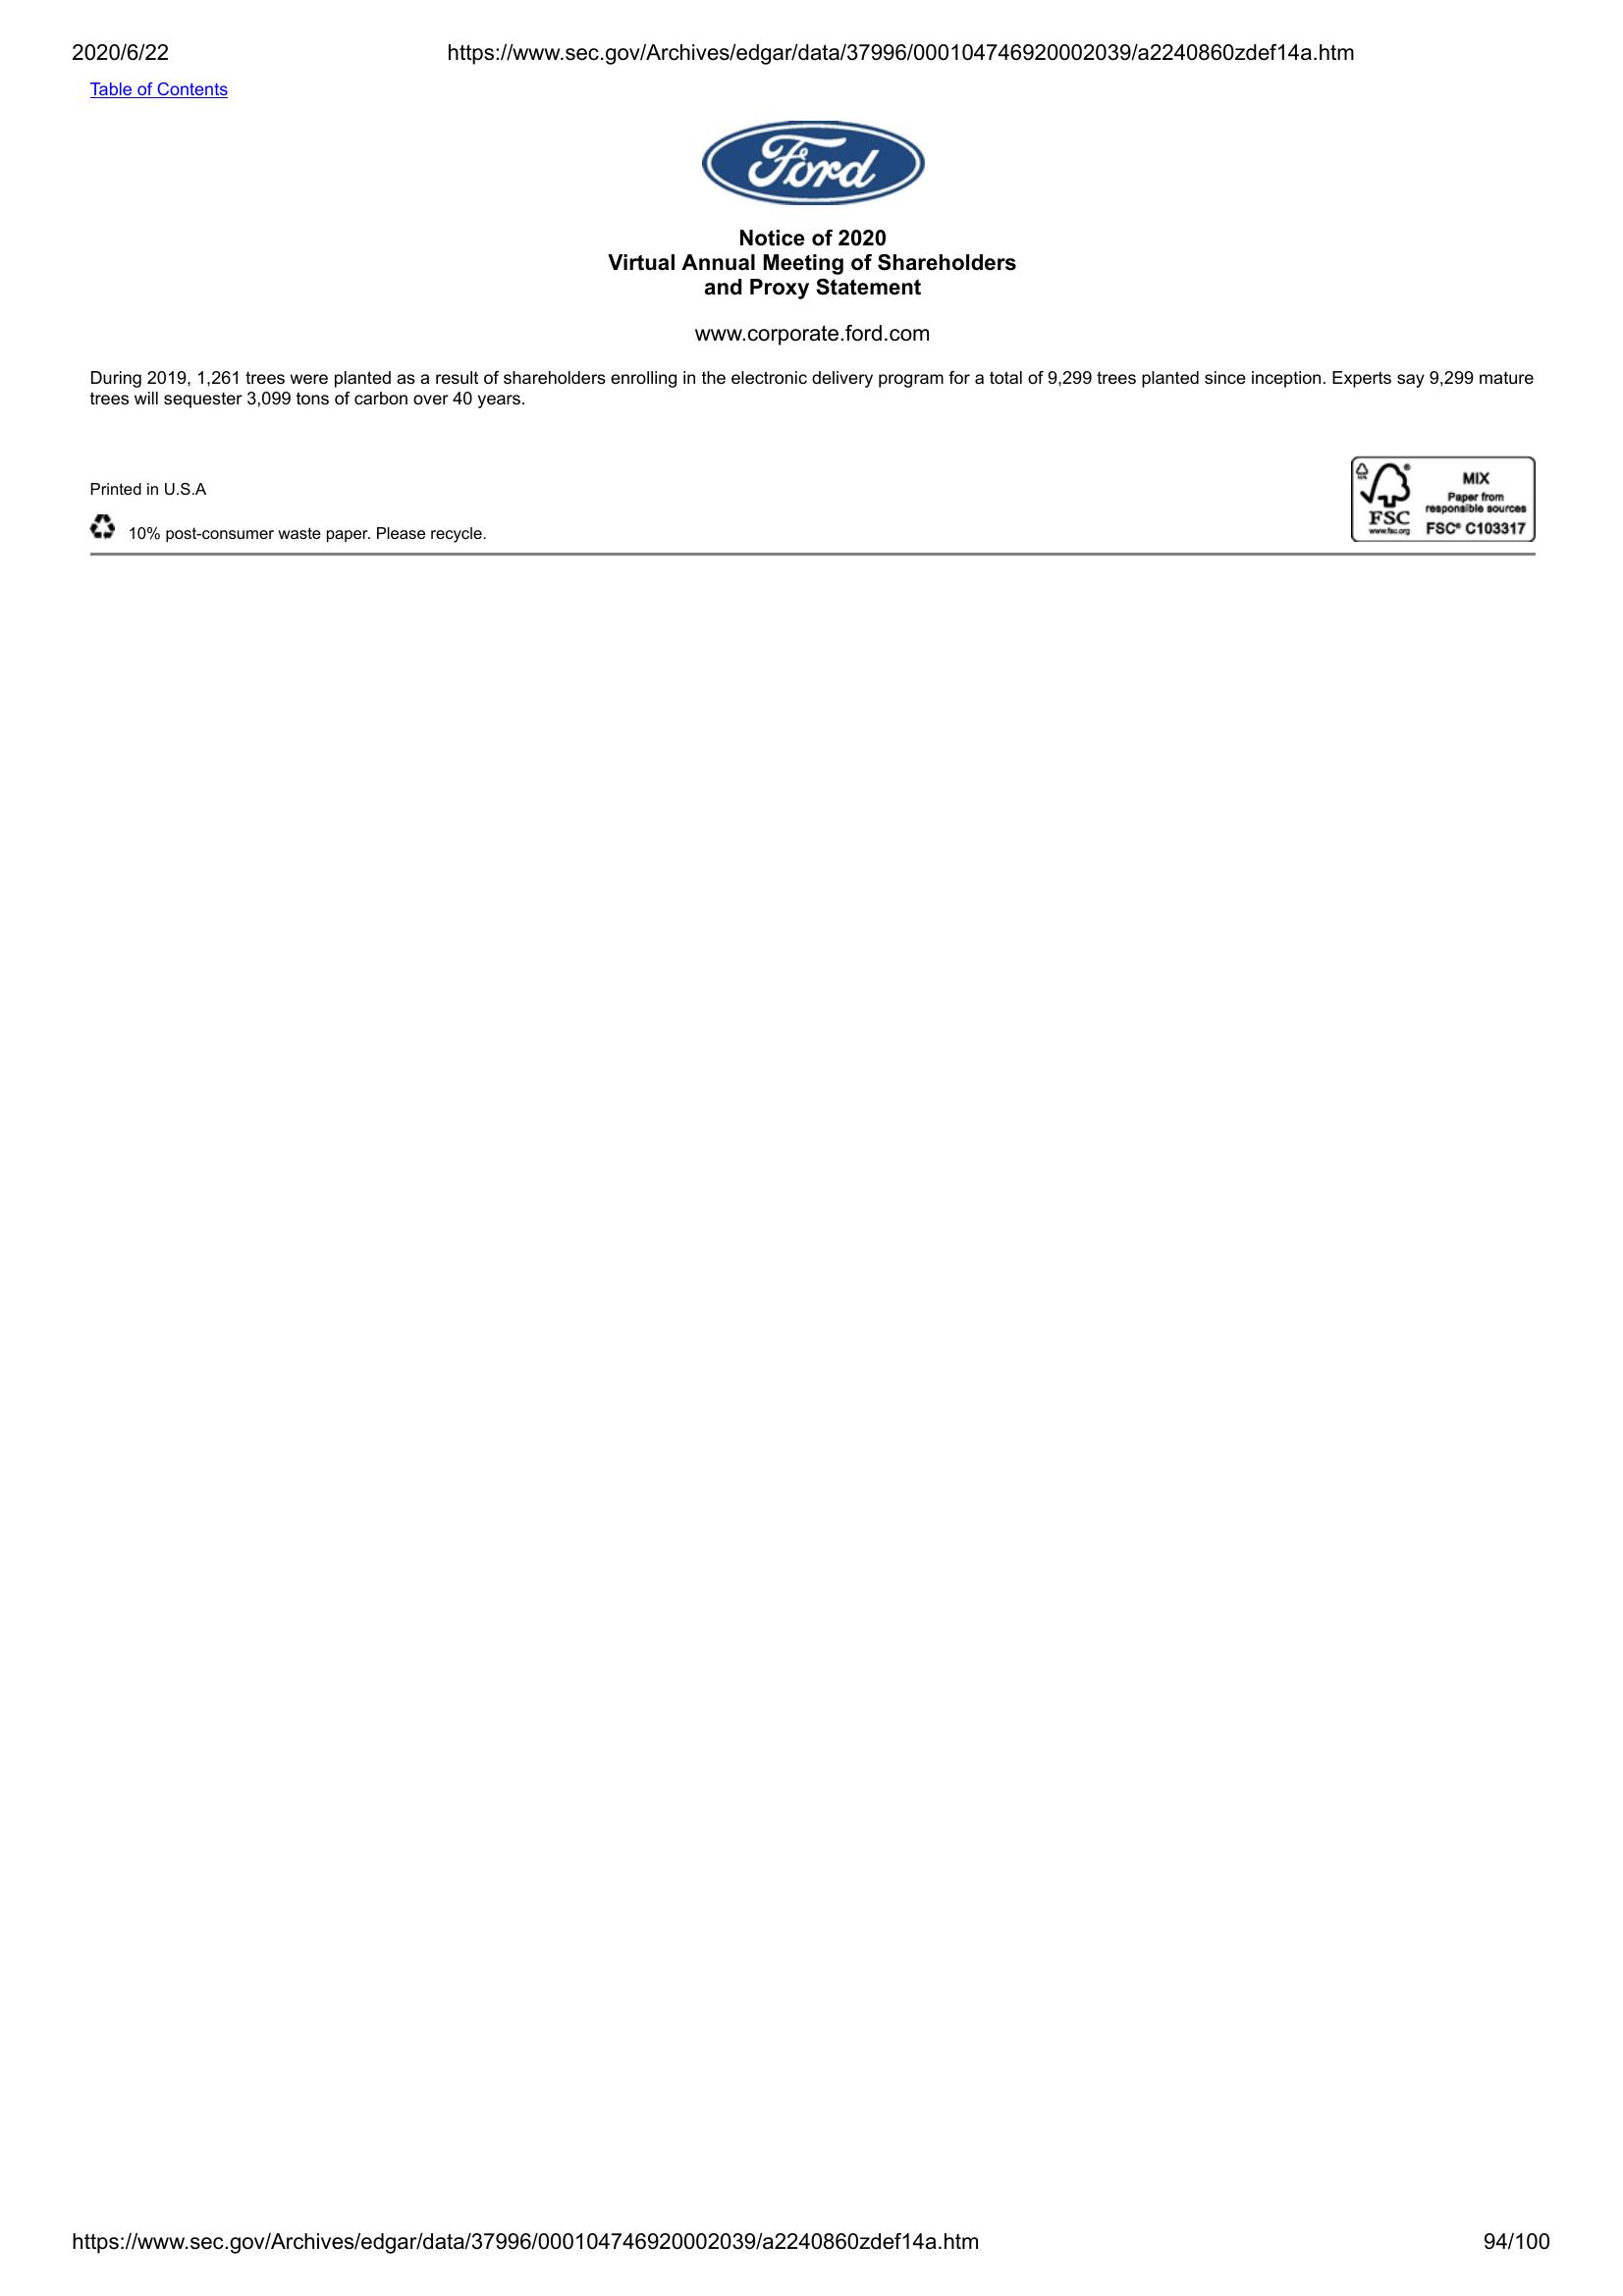 2020/6/22 https://www.sec.gov/Archives/edgar/data/37996/000104746920002039/a2240860zdef14a.htm
Table of Contents
Ford
Notice of 2020
Virtual Annual Meeting of Shareholders
and Proxy Statement
www.corporate.ford.com
During 2019, 1,261 trees were planted as a result of shareholders enrolling in the electronic delivery program for a total of 9,299 trees planted since inception. Experts say 9,299 mature
trees will sequester 3,099 tons of carbon over 40 years.
Printed in U.S.A
10% post-consumer waste paper. Please recycle.
FSC
www.fsc.org
MIX
Paper from
responsible sources
FSC® C103317
https://www.sec.gov/Archives/edgar/data/37996/000104746920002039/a2240860zdef14a.htm 94/100